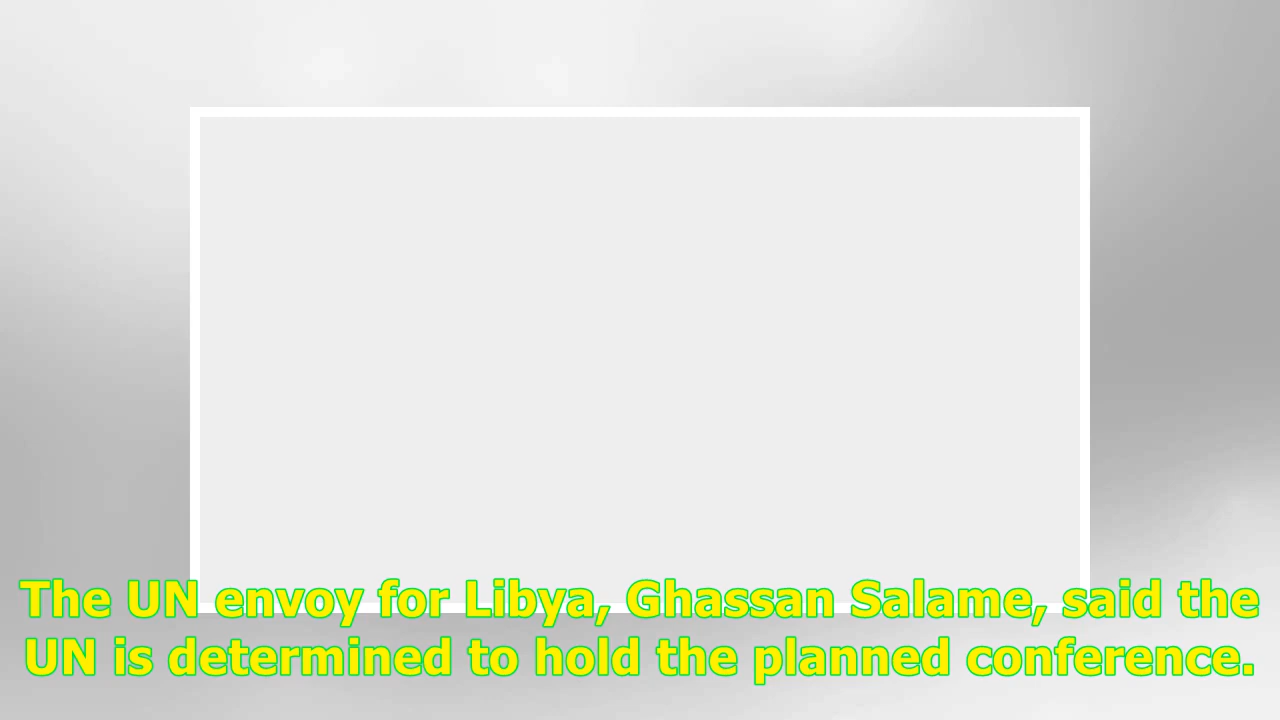 The UN envoy for Libya, Ghassan Salame, said the
UN is determined to hold the planned conference.